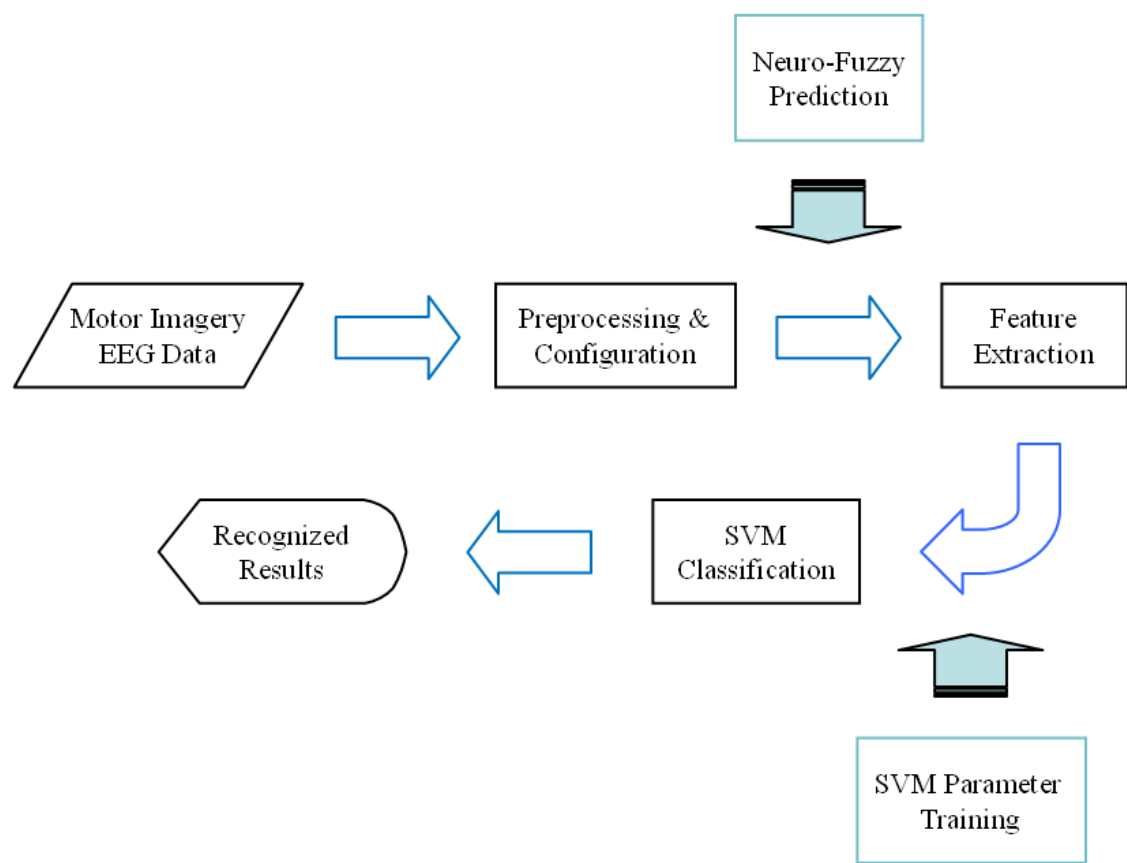 Neuro-Fuzzy
Prediction
Motor Imagery
EEG Data
Preprocessing &
Configuration
Feature
Extraction
Recognized
Results
SVM
Classification
SVM Parameter
Training